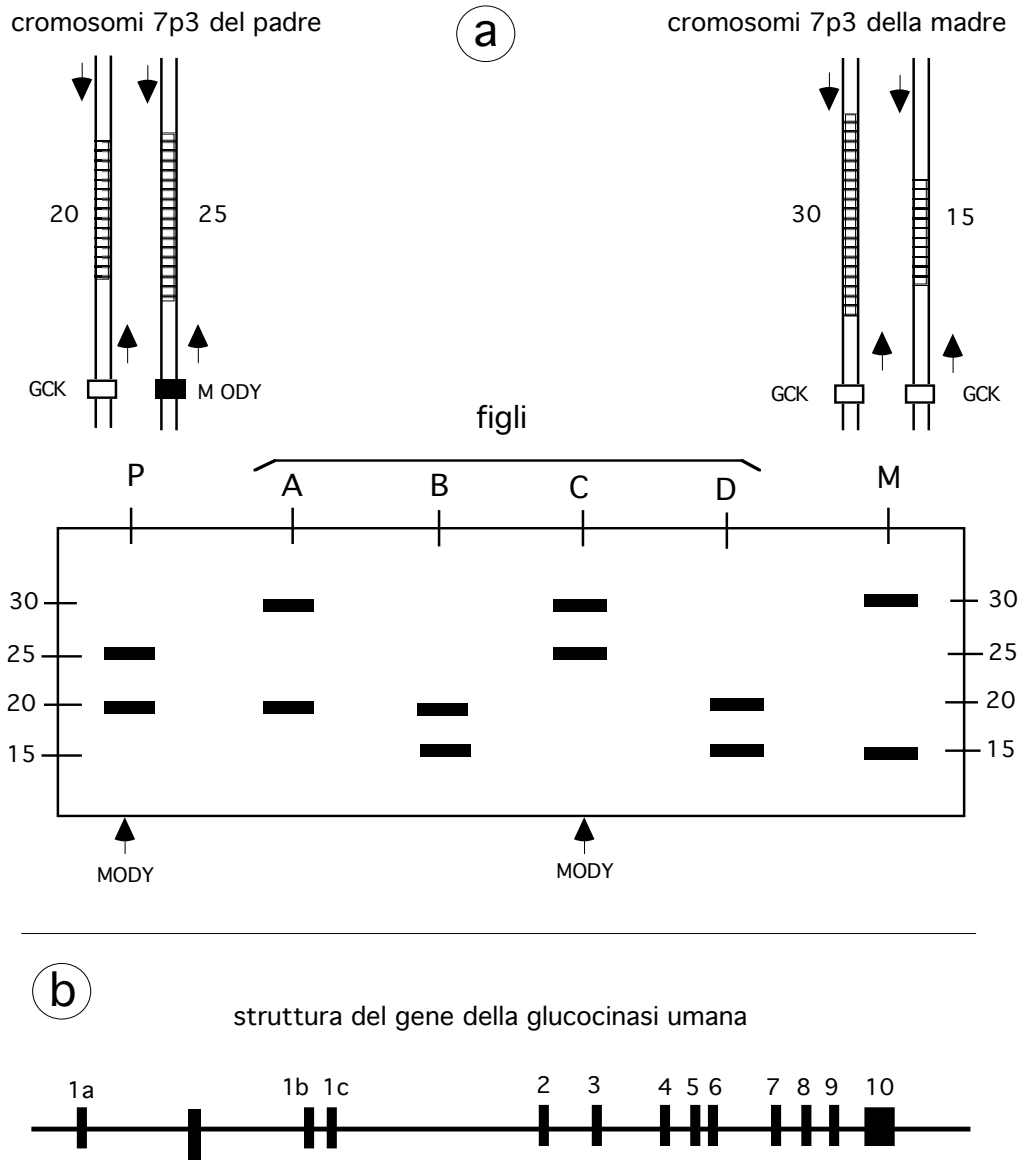 cromosomi 7p3 del padre
a
cromosomi 7p3 della madre
20
25
30
15
GCK
M ODY
GCK
GCK
figli
P
A
B
C
D
M
30
30
25
25
20
20
15
15
MODY
MODY
b
struttura del gene della glucocinasi umana
1a
1b
1c
2
3
4
5
6
7
8
9
10